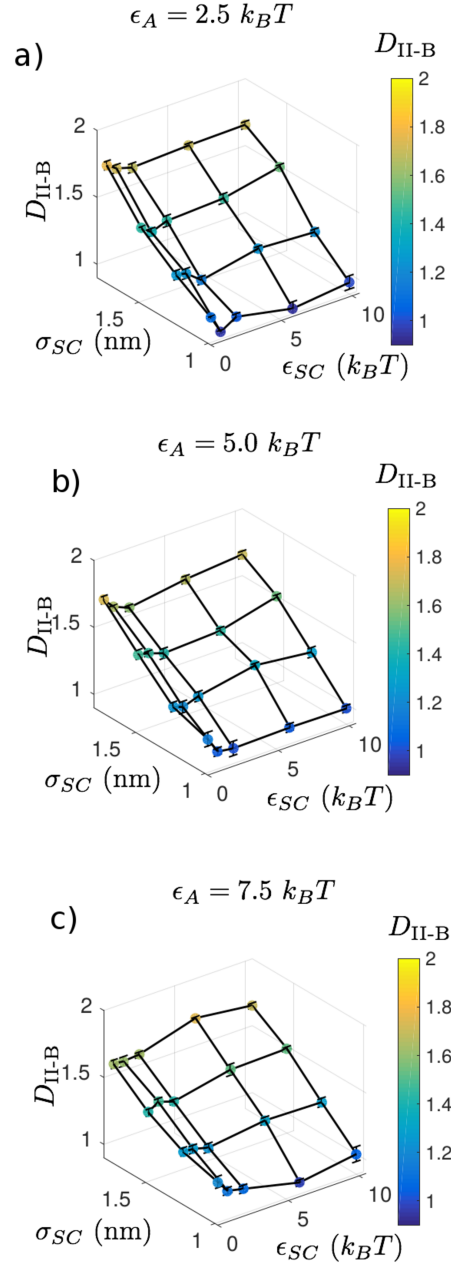 ϵ_A = 2.5 k_BT
a)
D_II-B
2
1.8
1.6
1.4
1.2
1
2
1.5
1
D_II-B
1.5
1
σ_SC (nm)
0
5
10
ϵ_SC (k_BT)
ϵ_A = 5.0 k_BT
b)
D_II-B
2
1.8
1.6
1.4
1.2
1
2
1.5
1
D_II-B
1.5
1
σ_SC (nm)
0
5
10
ϵ_SC (k_BT)
ϵ_A = 7.5 k_BT
c)
D_II-B
2
1.8
1.6
1.4
1.2
1
2
1.5
1
D_II-B
1.5
1
σ_SC (nm)
0
5
10
ϵ_SC (k_BT)